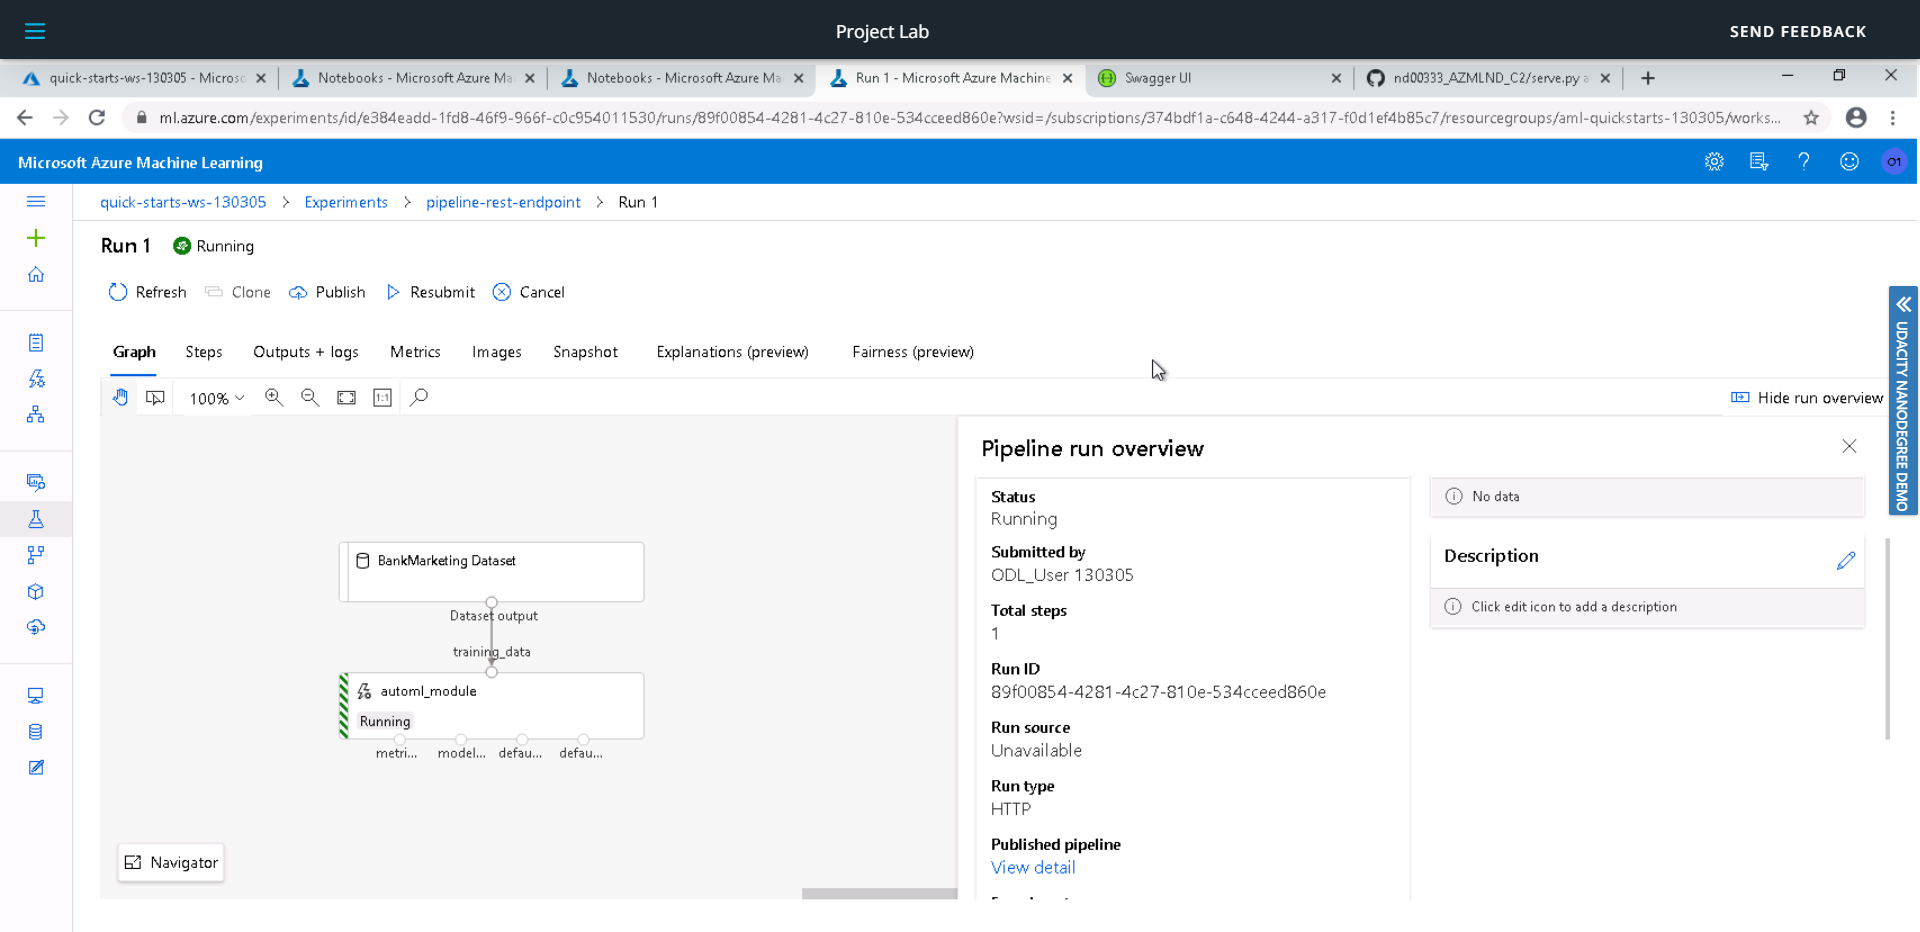 Project Lab
SEND FEEDBACK
quick-starts-ws-130305 - Microso
Notebooks - Microsoft Azure Ma
Notebooks - Microsoft Azure Ma
Run 1 - Microsoft Azure Machine
Swagger UI
nd00333_AZMLND_C2/serve.py a
ml.azure.com/experiments/id/e384eadd-1fd8-46f9-966f-c0c954011530/runs/89f00854-4281-4c27-810e-534cceed860e?wsid=/subscriptions/374bdf1a-c648-4244-a317-f0d1ef4b85c7/resourcegroups/aml-quickstarts-130305/works...
Microsoft Azure Machine Learning
O1
quick-starts-ws-130305 > Experiments > pipeline-rest-endpoint > Run 1
Run 1 Running
Refresh Clone Publish Resubmit Cancel
Graph Steps Outputs + logs Metrics Images Snapshot Explanations (preview) Fairness (preview)
100% 1:1
Hide run overview
UDACITY NANODEGREE DEMO
BankMarketing Dataset
Dataset output
training_data
automl_module
Running
metri... model... defau... defau...
Navigator
Pipeline run overview
Status
Running
Submitted by
ODL_User 130305
Total steps
1
Run ID
89f00854-4281-4c27-810e-534cceed860e
Run source
Unavailable
Run type
HTTP
Published pipeline
View detail
No data
Description
Click edit icon to add a description